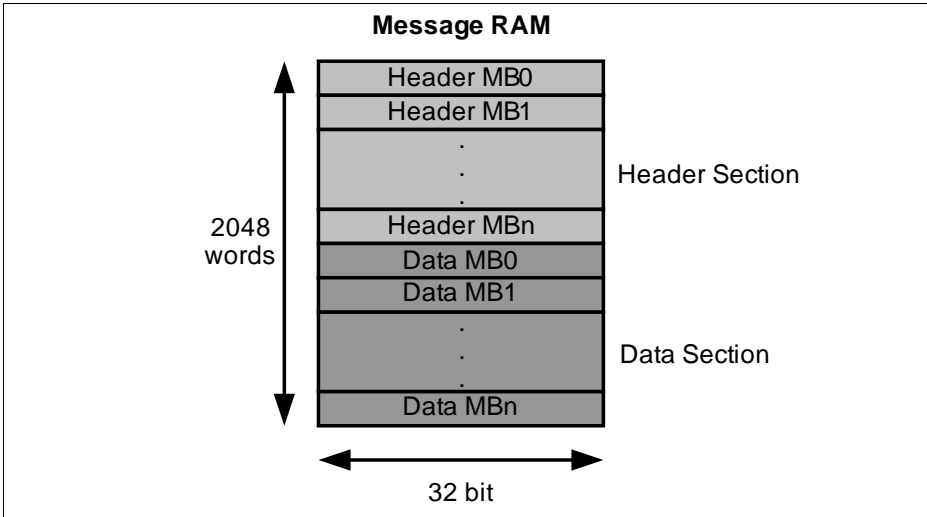 Message RAM
Header MB0
Header MB1
.
.
.
Header Section
Header MBn
2048
words
Data MB0
Data MB1
.
.
.
Data Section
Data MBn
32 bit